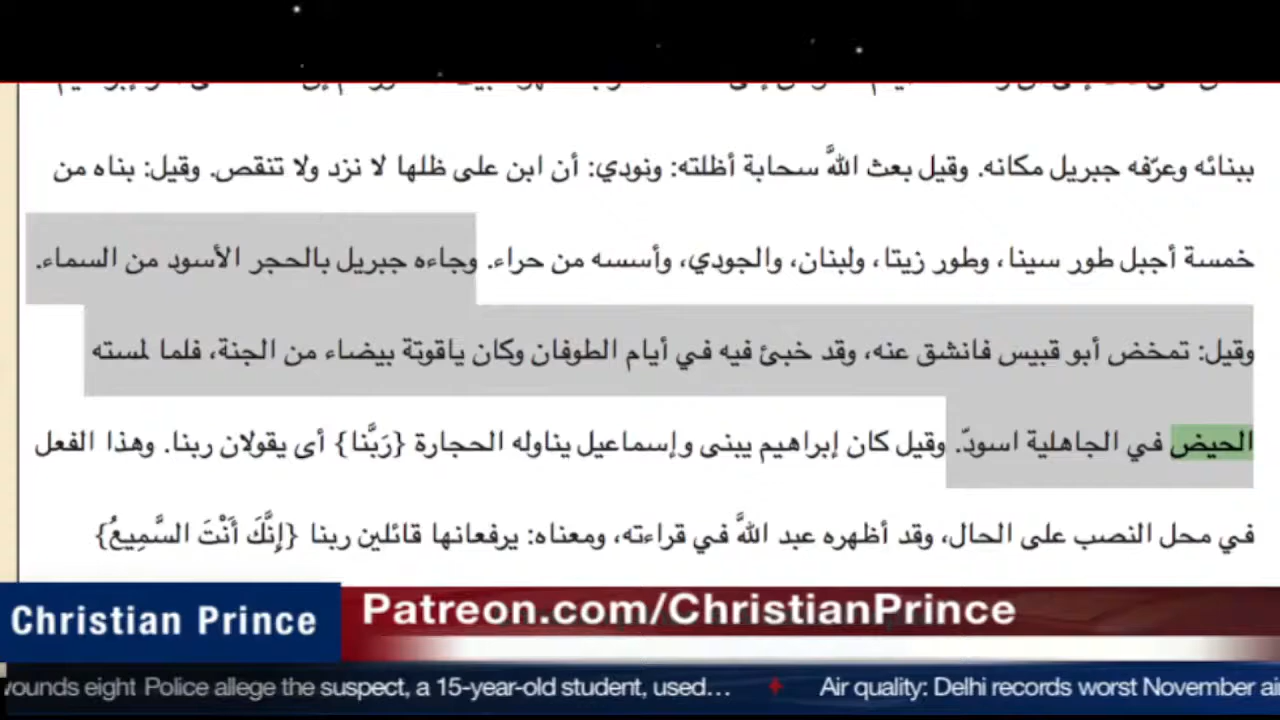 ببنائه وعرّفه جبريل مكانه. وقيل بعث اللَّه سحابة أظلته: ونودي: أن ابن على ظلها لا نزد ولا تنقص. وقيل: بناه من
خمسة أجبل طور سينا، وطور زيتا، ولبنان، والجودي، وأسسه من حراء. وجاءه جبريل بالحجر الأسود من السماء.
وقيل: تمخض أبو قبيس فانشق عنه، وقد خبئ فيه في أيام الطوفان وكان ياقوتة بيضاء من الجنة، فلما لمسته
الحيض في الجاهلية اسودّ. وقيل كان إبراهيم يبنى وإسماعيل يناوله الحجارة {رَبَّنا} أى يقولان ربنا. وهذا الفعل
في محل النصب على الحال، وقد أظهره عبد اللَّه في قراءته، ومعناه: يرفعانها قائلين ربنا {إِنَّكَ أَنْتَ السَّمِيعُ}
Christian Prince
Patreon.com/ChristianPrince
wounds eight Police allege the suspect, a 15-year-old student, used… Air quality: Delhi records worst November